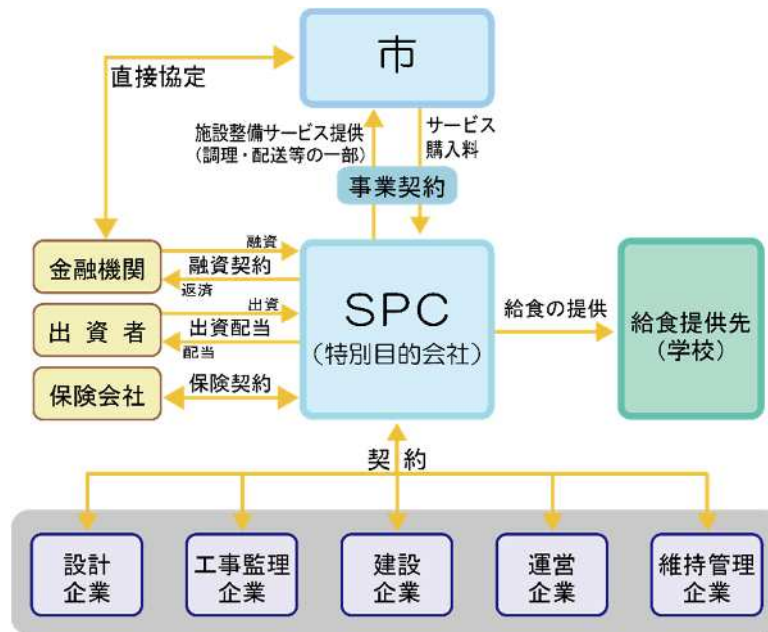 市
直接協定
施設整備サービス提供
(調理・配送等の一部)
サービス
購入料
事業契約
金融機関
融資
融資契約
返済
出資者
出資
出資配当
配当
保険会社
保険契約
SPC
(特別目的会社)
給食の提供
給食提供先
(学校)
契約
設計
企業
工事監理
企業
建設
企業
運営
企業
維持管理
企業